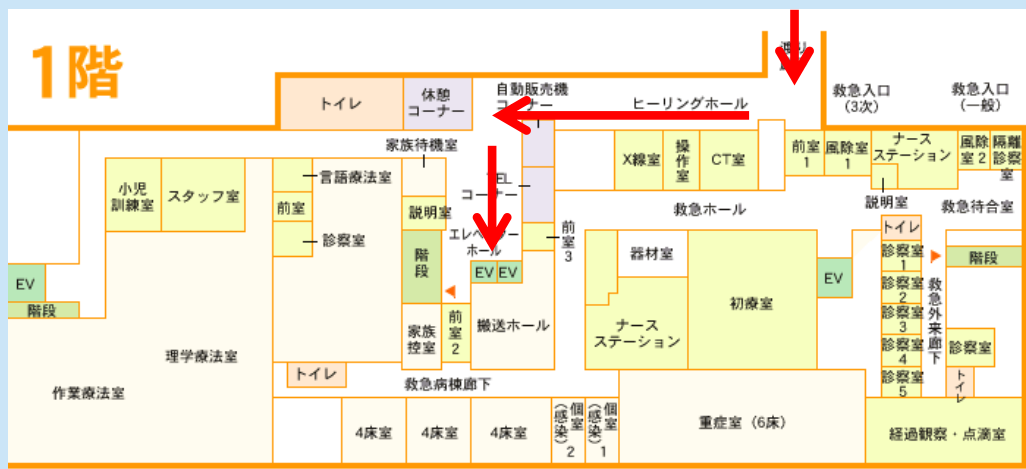 1階
トイレ
休憩
コーナー
自動販売機
コーナー
ヒーリングホール
救急入口
(3次)
救急入口
(一般)
家族待機室
X線室
操作室
CT室
前室
1
風除室
1
ナース
ステーション
風除室2
隔離診察室
小児
訓練室
スタッフ室
言語療法室
前室
診察室
説明室
コーナー
エレベーター
ホール
前室3
救急ホール
説明室
救急待合室
トイレ
EV
階段
階段
EV
EV
器材室
初療室
EV
診察室
1
診察室
2
診察室
3
診察室
4
診察室
5
救急外来廊下
階段
理学療法室
作業療法室
家族
控室
前室2
搬送ホール
ナース
ステーション
診察室
トイレ
トイレ
救急病棟廊下
4床室
4床室
4床室
個室(感染)2
個室(感染)1
重症室(6床)
経過観察・点滴室